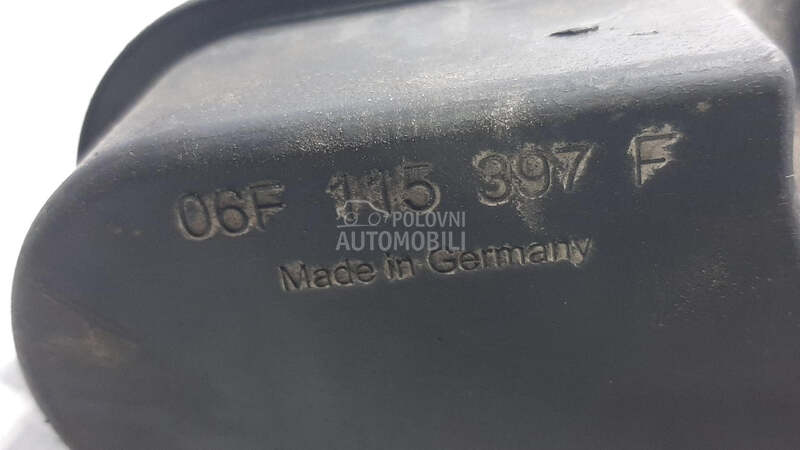 06F 115 397 F
POLOVNI
AUTOMOBILI
Made in Germany